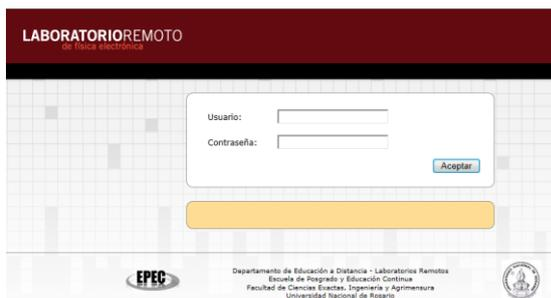 LABORATORIOREMOTO
de física electrónica
Usuario:
Contraseña:
Aceptar
EPEC
Departamento de Educación a Distancia - Laboratorios Remotos
Escuela de Posgrado y Educación Continua
Facultad de Ciencias Exactas, Ingeniería y Agrimensura
Universidad Nacional de Rosario